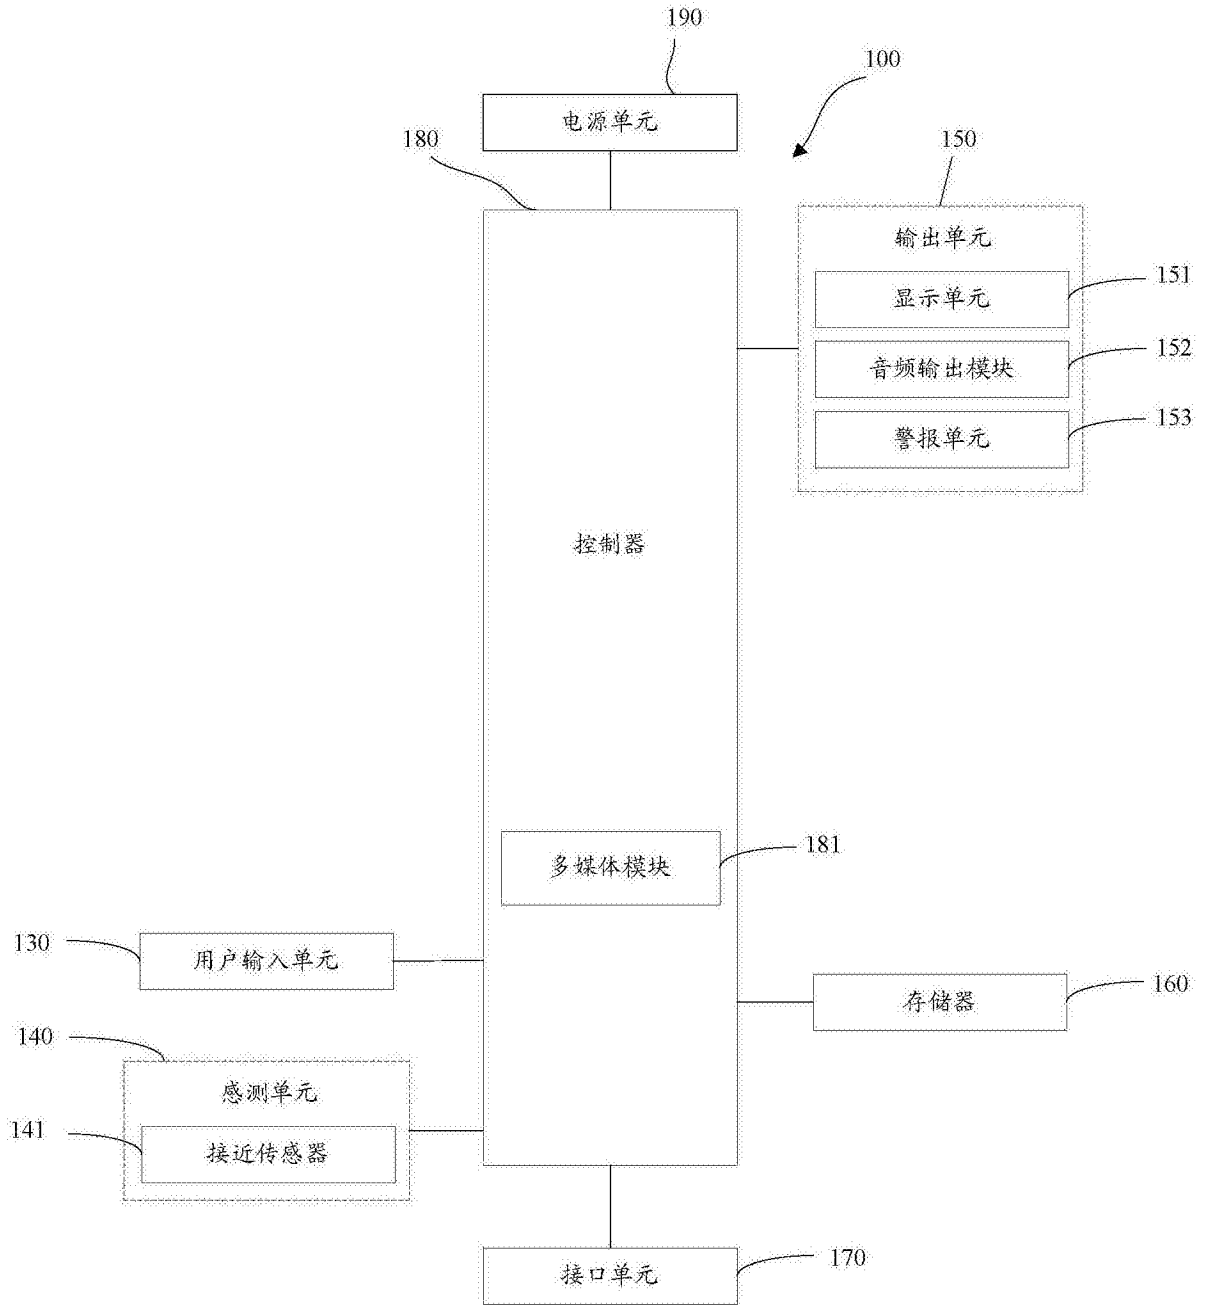 190
100
电源单元
180
150
输出单元
151
显示单元
152
音频输出模块
153
警报单元
控制器
181
多媒体模块
130
用户输入单元
160
存储器
140
感测单元
141
接近传感器
170
接口单元